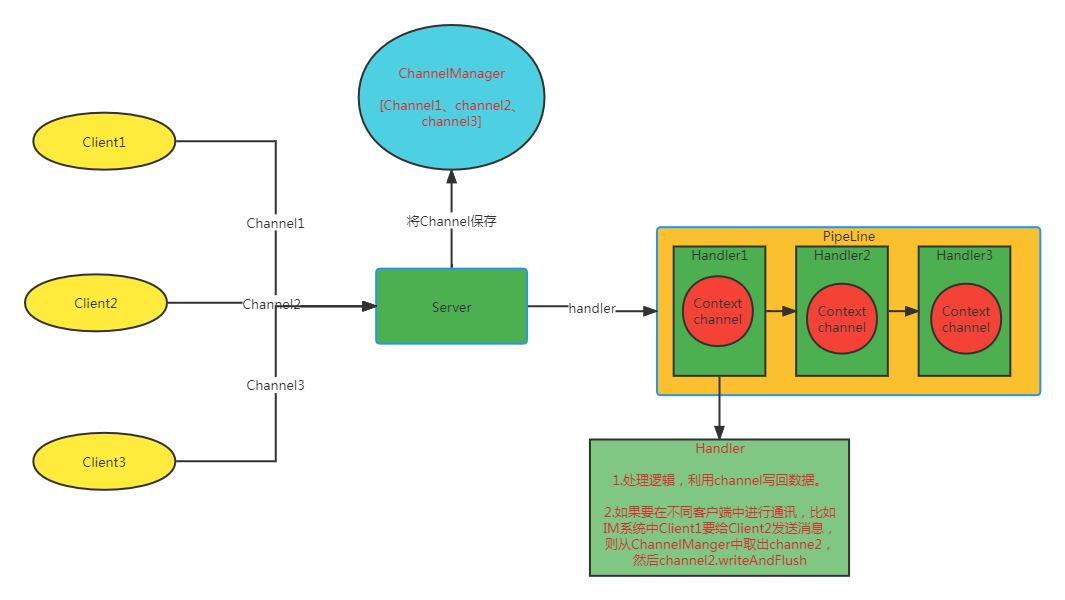 ChannelManager
[Channel1、channel2、
channel3]
Client1
Channel1
将Channel保存
Client2
Channel2
Server
handler
PipeLine
Handler1
Handler2
Handler3
Context
channel
Context
channel
Context
channel
Channel3
Client3
Handler
1.处理逻辑，利用channel写回数据。
2.如果要在不同客户端中进行通讯，比如
IM系统中Client1要给Client2发送消息，
则从ChannelManger中取出channe2，
然后channel2.writeAndFlush